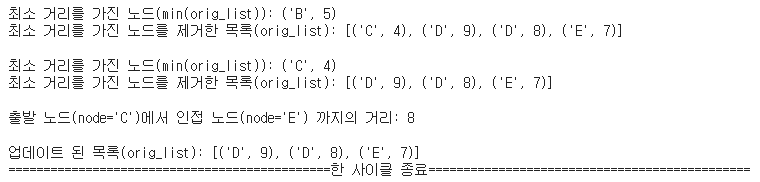 최소 거리를 가진 노드(min(orig_list)): ('B', 5)
최소 거리를 가진 노드를 제거한 목록(orig_list): [('C', 4), ('D', 9), ('D', 8), ('E', 7)]
최소 거리를 가진 노드(min(orig_list)): ('C', 4)
최소 거리를 가진 노드를 제거한 목록(orig_list): [('D', 9), ('D', 8), ('E', 7)]
출발 노드(node='C')에서 인접 노드(node='E') 까지의 거리: 8
업데이트 된 목록(orig_list): [('D', 9), ('D', 8), ('E', 7)]
==============================================한 사이클 종료==============================================